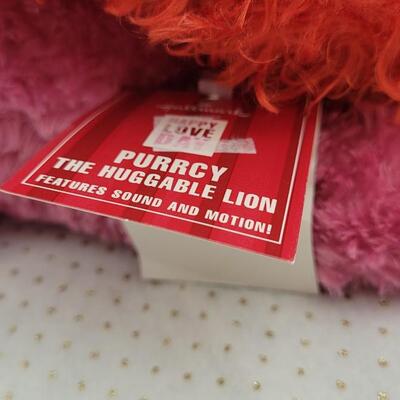 HAPPY
LOVE
DAY
PURRCY
THE HUGGABLE LION
FEATURES SOUND AND MOTION!